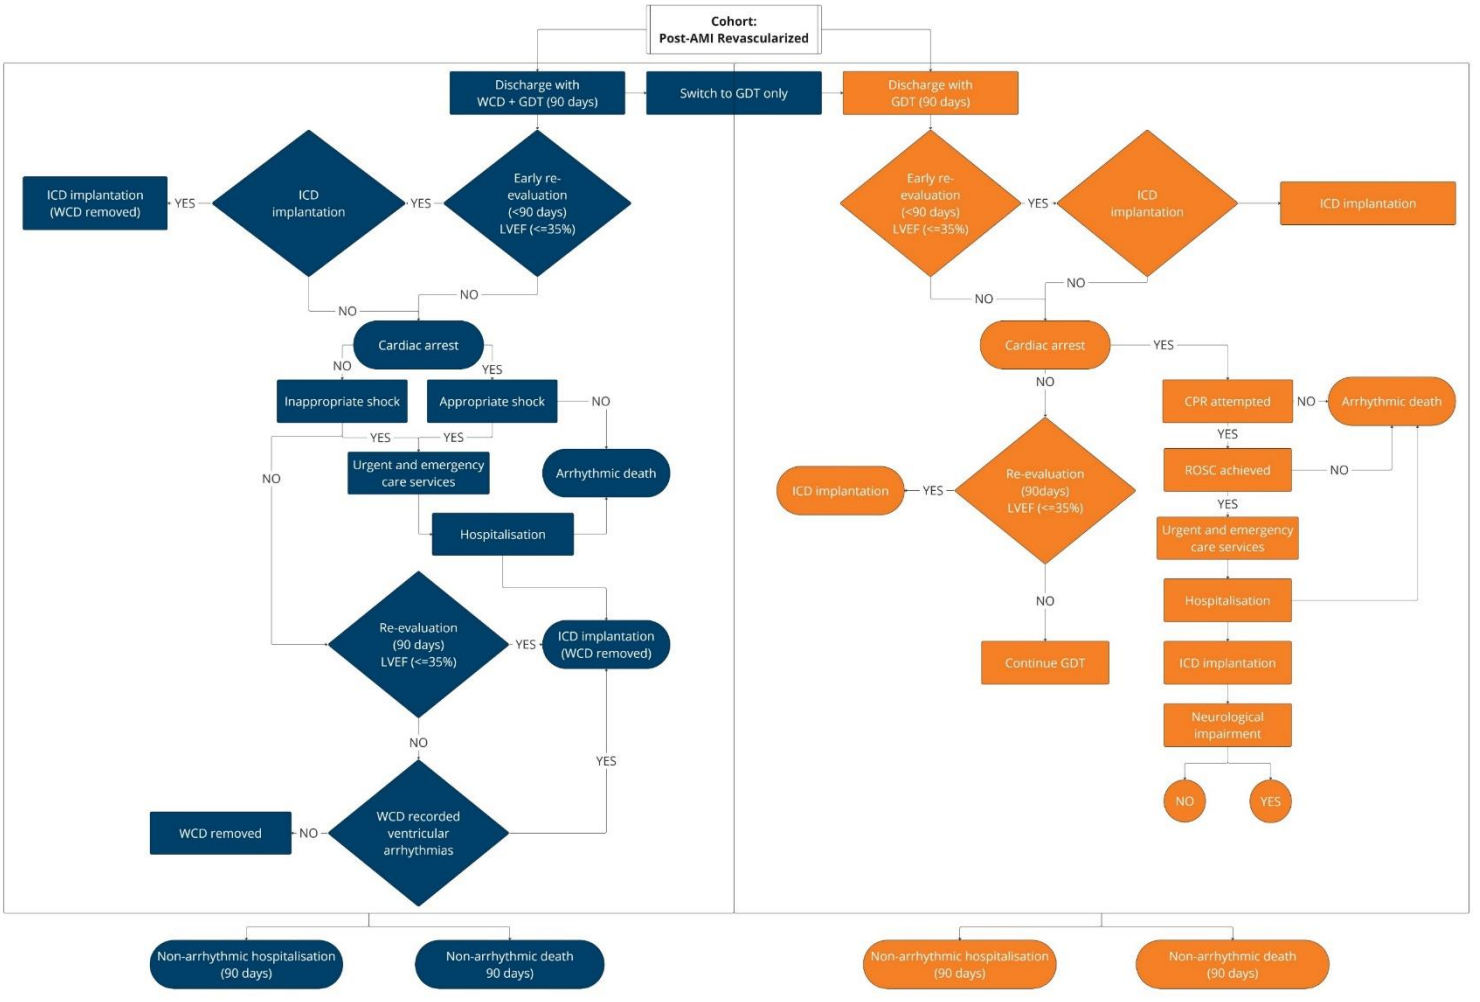 Cohort:
Post-AMI Revascularized
Discharge with
WCD + GDT (90 days)
Switch to GDT only
Discharge with
GDT (90 days)
ICD implantation
(WCD removed)
YES
ICD
implantation
YES
Early re-
evaluation
(<90 days)
LVEF (<=35%)
NO
NO
Cardiac arrest
NO
YES
Inappropriate shock
Appropriate shock
NO
YES
YES
NO
Urgent and emergency
care services
Arrhythmic death
Hospitalisation
Re-evaluation
(90 days)
LVEF (<=35%)
YES
ICD implantation
(WCD removed)
NO
YES
WCD recorded
ventricular
arrhythmias
NO
WCD removed
Non-arrhythmic hospitalisation
(90 days)
Non-arrhythmic death
90 days)
Early re-
evaluation
(<90 days)
LVEF (<=35%)
YES
ICD
implantation
ICD implantation
NO
NO
Cardiac arrest
YES
NO
CPR attempted
NO
Arrhythmic death
YES
ROSC achieved
NO
YES
Re-evaluation
(90days)
LVEF (<=35%)
YES
ICD implantation
Urgent and emergency
care services
Hospitalisation
NO
Continue GDT
ICD implantation
Neurological
impairment
NO
YES
Non-arrhythmic hospitalisation
(90 days)
Non-arrhythmic death
(90 days)